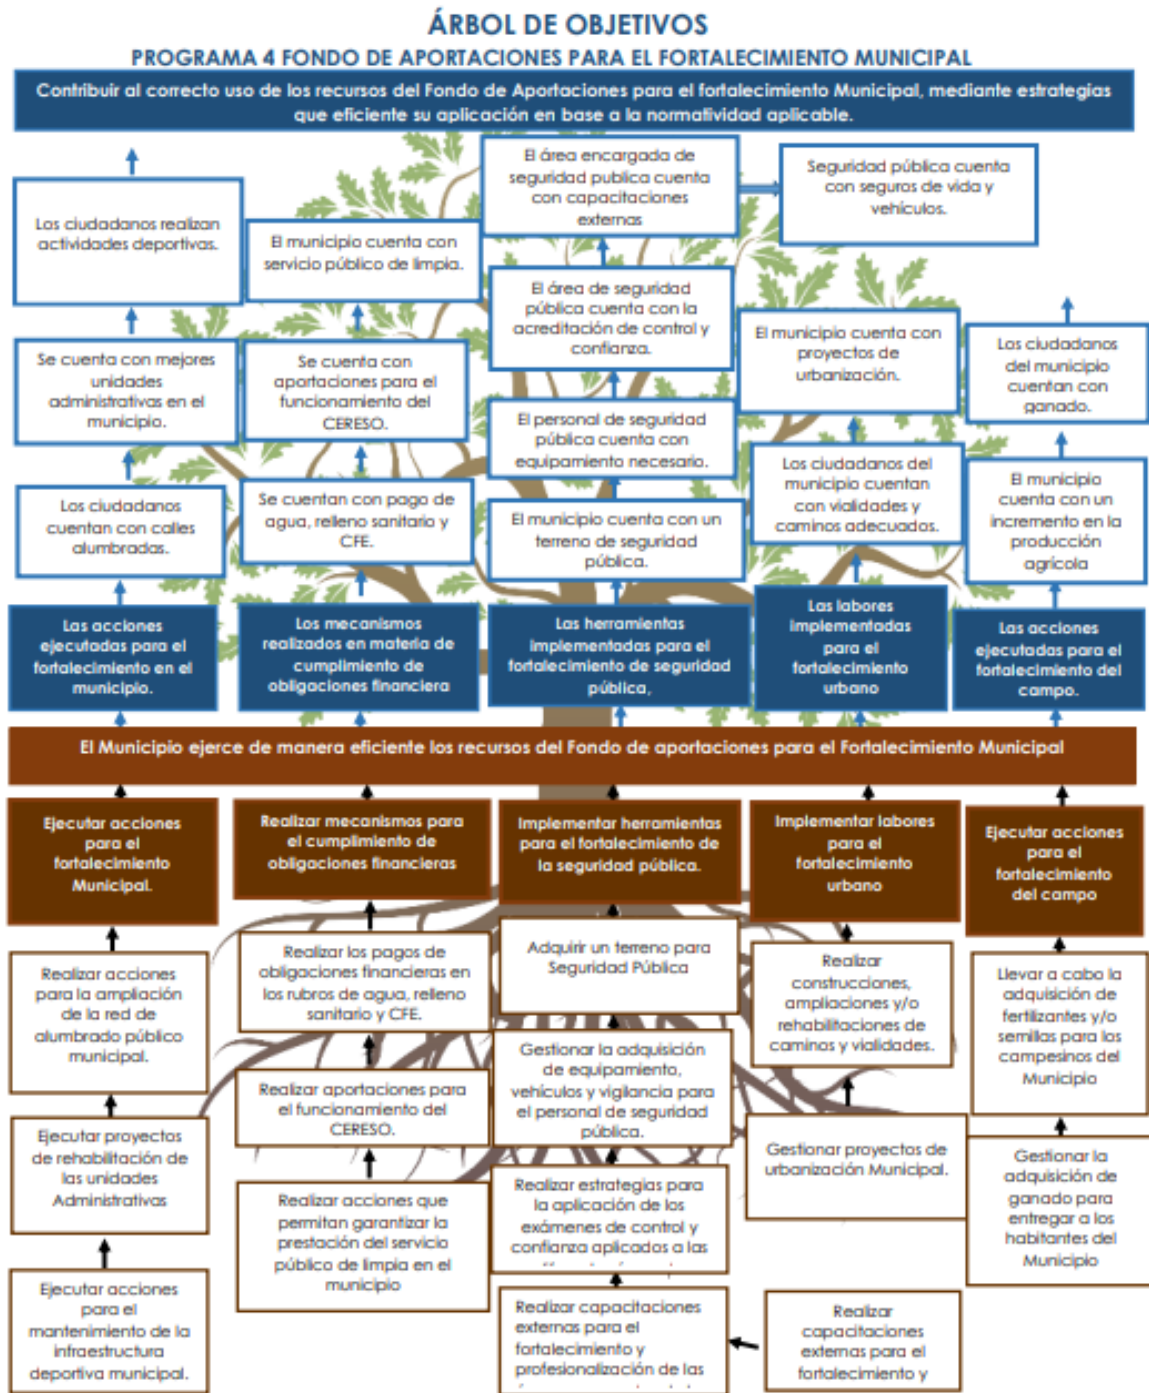 ÁRBOL DE OBJETIVOS
PROGRAMA 4 FONDO DE APORTACIONES PARA EL FORTALECIMIENTO MUNICIPAL
Contribuir al correcto uso de los recursos del Fondo de Aportaciones para el fortalecimiento Municipal, mediante estrategias
que eficiente su aplicación en base a la normatividad aplicable.
Los ciudadanos realizan
actividades deportivas.
El municipio cuenta con
servicio público de limpia.
El área encargada de
seguridad publica cuenta
con capacitaciones
externas
Seguridad pública cuenta
con seguros de vida y
vehículos.
Se cuenta con mejores
unidades
administrativas en el
municipio.
Se cuenta con
aportaciones para el
funcionamiento del
CERESO.
El área de seguridad
pública cuenta con la
acreditación de control y
confianza.
El municipio cuenta con
proyectos de
urbanización.
Los ciudadanos
del municipio
cuentan con
ganado.
El personal de seguridad
pública cuenta con
equipamiento necesario.
Los ciudadanos
cuentan con calles
alumbradas.
Se cuentan con pago de
agua, relleno sanitario y
CFE.
El municipio cuenta con un
terreno de seguridad
pública.
Los ciudadanos del
municipio cuentan
con vialidades y
caminos adecuados.
El municipio
cuenta con un
incremento en la
producción
agrícola
Las acciones
ejecutadas para el
fortalecimiento en el
municipio.
Los mecanismos
realizados en materia de
cumplimiento de
obligaciones financiera
Las herramientas
implementadas para el
fortalecimiento de seguridad
pública,
Las labores
implementadas
para el
fortalecimiento
urbano
Las acciones
ejecutadas para el
fortalecimiento del
campo.
El Municipio ejerce de manera eficiente los recursos del Fondo de aportaciones para el Fortalecimiento Municipal
Ejecutar acciones
para el
fortalecimiento
Municipal.
Realizar mecanismos para
el cumplimiento de
obligaciones financieras
Implementar herramientas
para el fortalecimiento de
la seguridad pública.
Implementar labores
para el
fortalecimiento
urbano
Ejecutar acciones
para el
fortalecimiento
del campo
Realizar acciones
para la ampliación
de la red de
alumbrado público
municipal.
Realizar los pagos de
obligaciones financieras en
los rubros de agua, relleno
sanitario y CFE.
Adquirir un terreno para
Seguridad Pública
Realizar
construcciones,
ampliaciones y/o
rehabilitaciones de
caminos y vialidades.
Llevar a cabo la
adquisición de
fertilizantes y/o
semillas para los
campesinos del
Municipio
Ejecutar proyectos
de rehabilitación de
las unidades
Administrativas
Realizar aportaciones para
el funcionamiento del
CERESO.
Gestionar la adquisición
de equipamiento,
vehículos y vigilancia para
el personal de seguridad
pública.
Gestionar proyectos de
urbanización Municipal.
Gestionar la
adquisición de
ganado para
entregar a los
habitantes del
Municipio
Realizar acciones que
permitan garantizar la
prestación del servicio
público de limpia en el
municipio
Realizar estrategias para
la aplicación de los
exámenes de control y
confianza aplicados a las
Ejecutar acciones
para el
mantenimiento de la
infraestructura
deportiva municipal.
Realizar capacitaciones
externas para el
fortalecimiento y
profesionalización de las
Realizar
capacitaciones
externas para el
fortalecimiento y